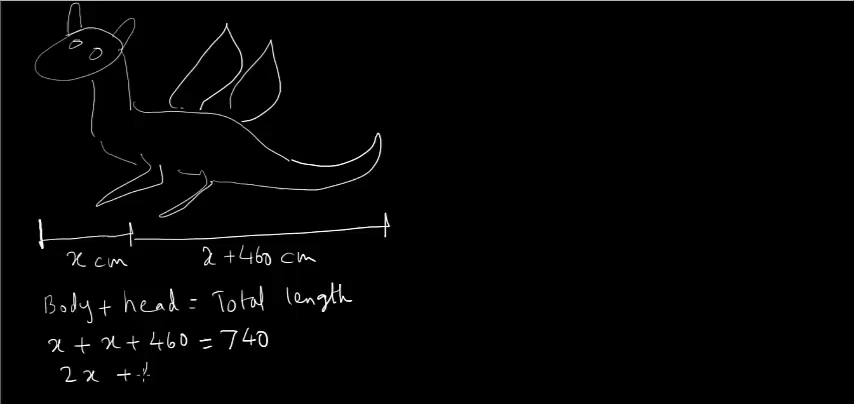 x cm
x + 460 cm
Body + head = Total length
x + x + 460 = 740
2x +